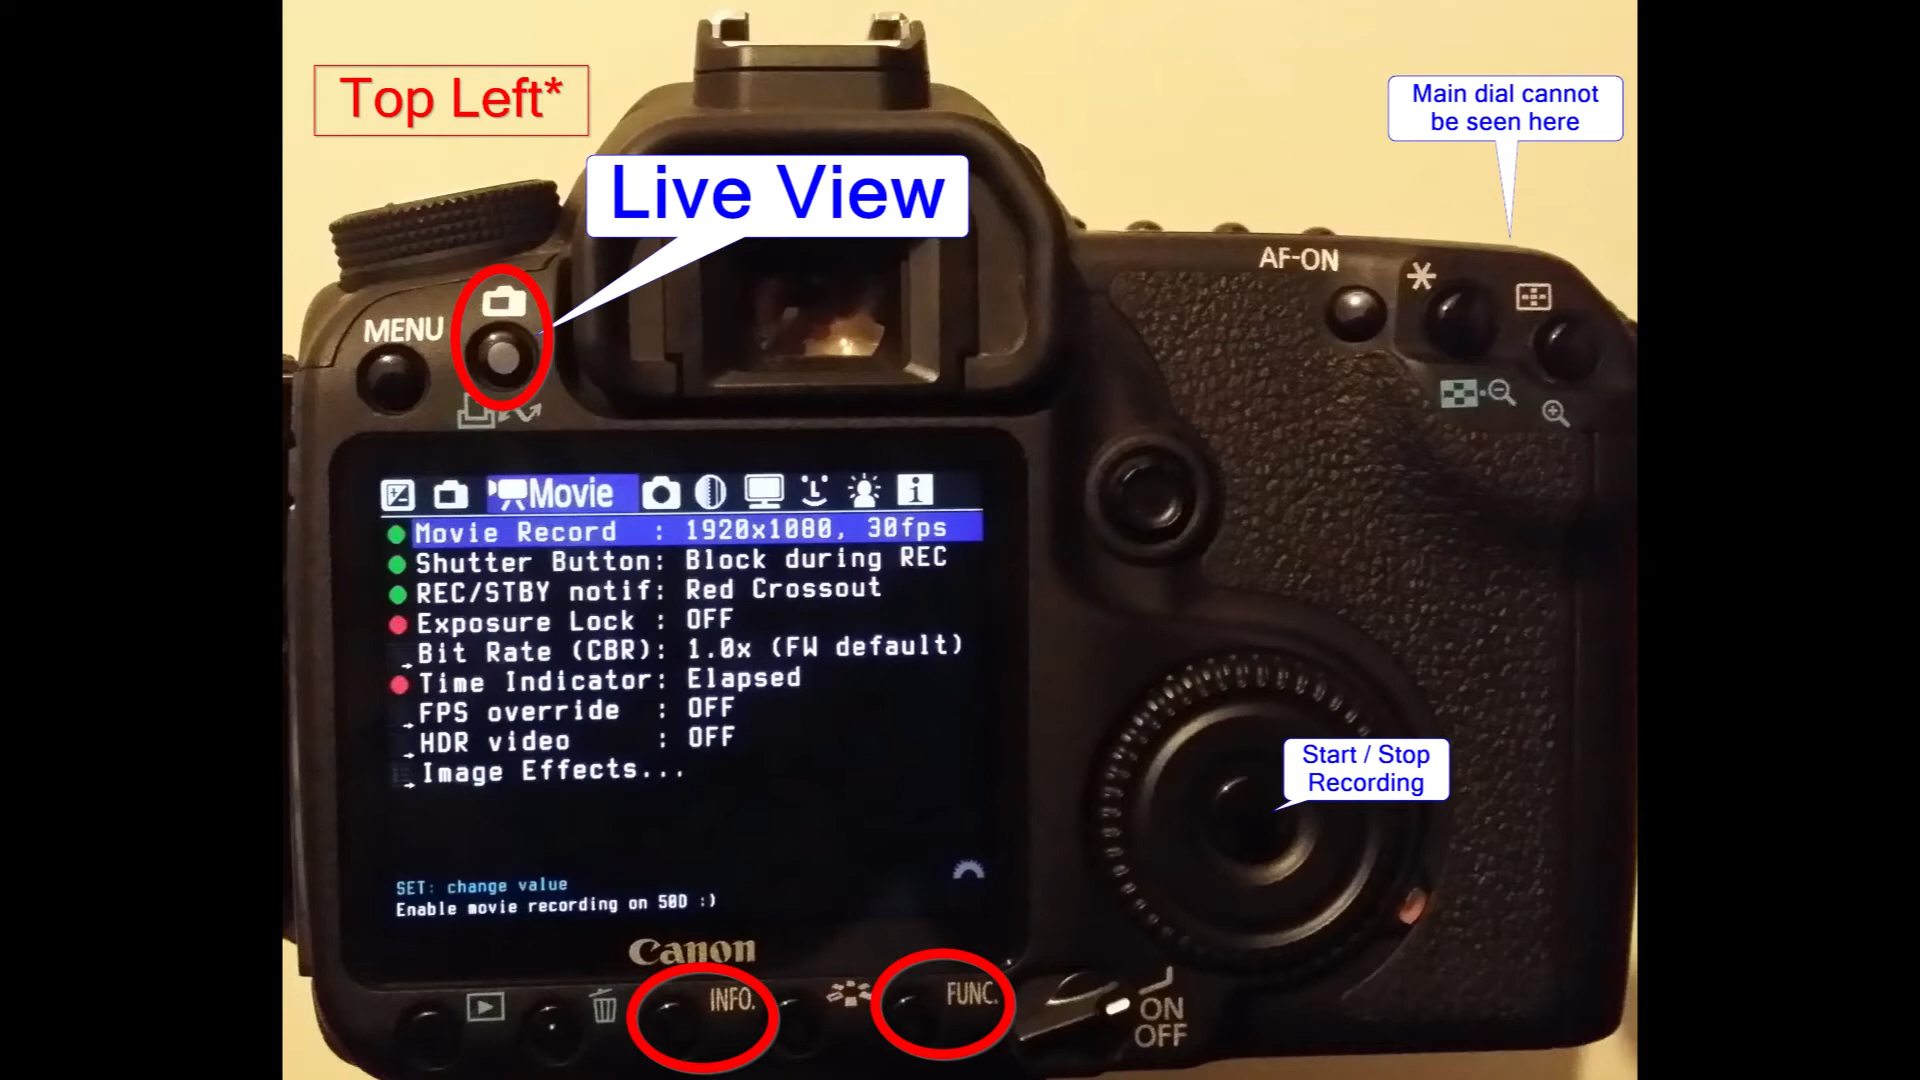 Top Left*
Main dial cannot
be seen here
Live View
AF-ON
MENU
Movie
Movie Record : 1920x1080, 30fps
Shutter Button: Block during REC
REC/STBY notif: Red Crossout
Exposure Lock : OFF
Bit Rate (CBR): 1.0x (FW default)
Time Indicator: Elapsed
FPS override : OFF
HDR video : OFF
Image Effects...
Start / Stop
Recording
SET: change value
Enable movie recording on 50D :)
Canon
INFO.
FUNC.
ON
OFF